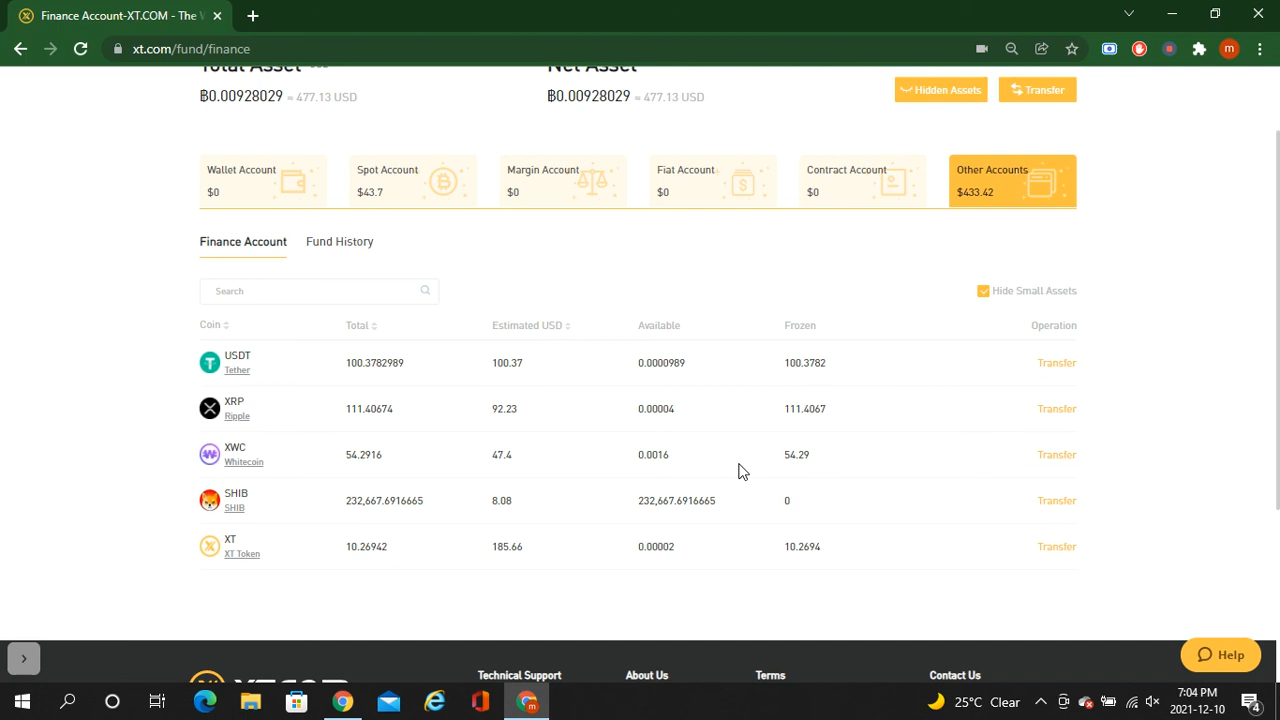 Finance Account-XT.COM - The W
xt.com/fund/finance
m
Total Asset
Net Asset
₿0.00928029 ≈ 477.13 USD
₿0.00928029 ≈ 477.13 USD
Hidden Assets
Transfer
Wallet Account
$0
Spot Account
$43.7
Margin Account
$0
Fiat Account
$0
Contract Account
$0
Other Accounts
$433.42
Finance Account
Fund History
Search
Hide Small Assets
Coin Total Estimated USD Available Frozen Operation
USDT
Tether
100.3782989 100.37 0.0000989 100.3782 Transfer
XRP
Ripple
111.40674 92.23 0.00004 111.4067 Transfer
XWC
Whitecoin
54.2916 47.4 0.0016 54.29 Transfer
SHIB
SHIB
232,667.6916665 8.08 232,667.6916665 0 Transfer
XT
XT Token
10.26942 185.66 0.00002 10.2694 Transfer
Help
XT.COM
Technical Support
About Us
Terms
Contact Us
25°C Clear
7:04 PM
2021-12-10
4